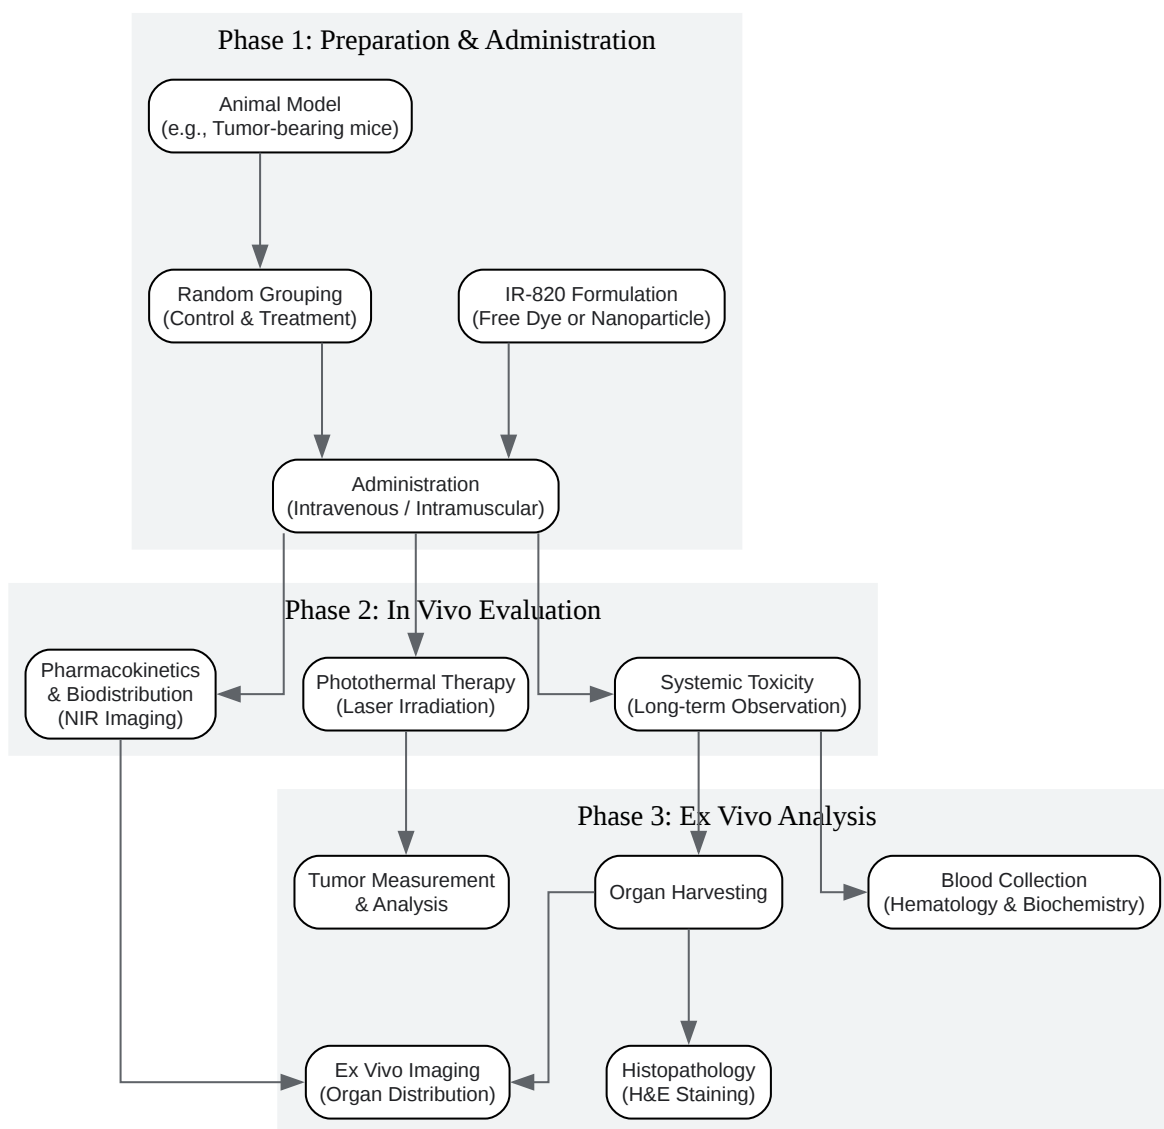 Phase 1: Preparation & Administration
Animal Model
(e.g., Tumor-bearing mice)
Random Grouping
(Control & Treatment)
IR-820 Formulation
(Free Dye or Nanoparticle)
Administration
(Intravenous / Intramuscular)
Phase 2: In Vivo Evaluation
Pharmacokinetics
& Biodistribution
(NIR Imaging)
Photothermal Therapy
(Laser Irradiation)
Systemic Toxicity
(Long-term Observation)
Phase 3: Ex Vivo Analysis
Tumor Measurement
& Analysis
Organ Harvesting
Blood Collection
(Hematology & Biochemistry)
Ex Vivo Imaging
(Organ Distribution)
Histopathology
(H&E Staining)